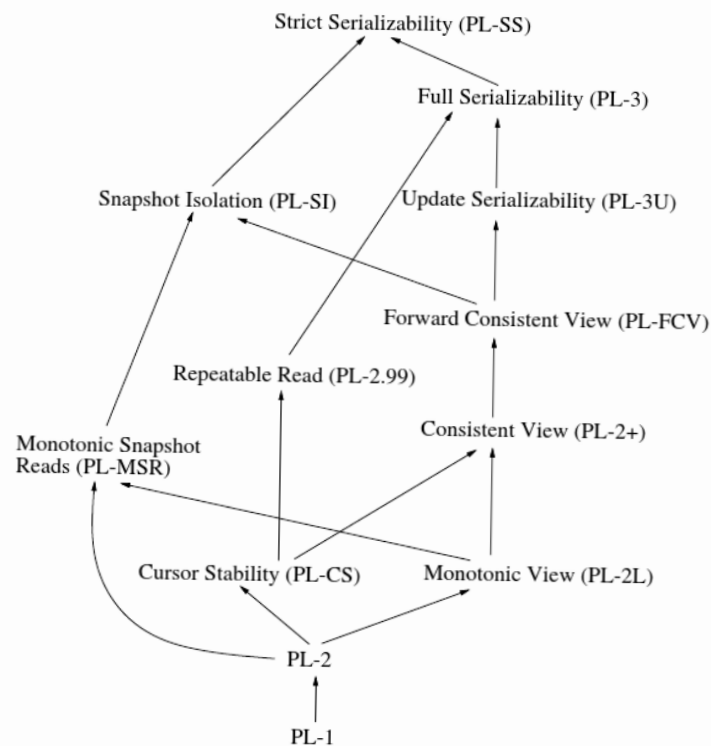 Strict Serializability (PL-SS)
Full Serializability (PL-3)
Snapshot Isolation (PL-SI)
Update Serializability (PL-3U)
Forward Consistent View (PL-FCV)
Repeatable Read (PL-2.99)
Consistent View (PL-2+)
Monotonic Snapshot
Reads (PL-MSR)
Cursor Stability (PL-CS)
Monotonic View (PL-2L)
PL-2
PL-1